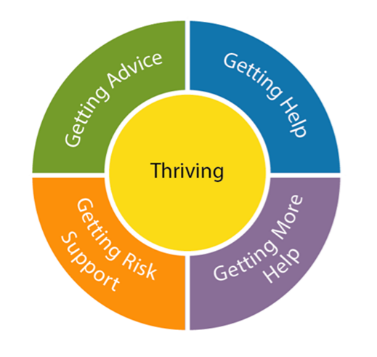 Getting Advice
Getting Help
Thriving
Getting Risk
Support
Getting More
Help